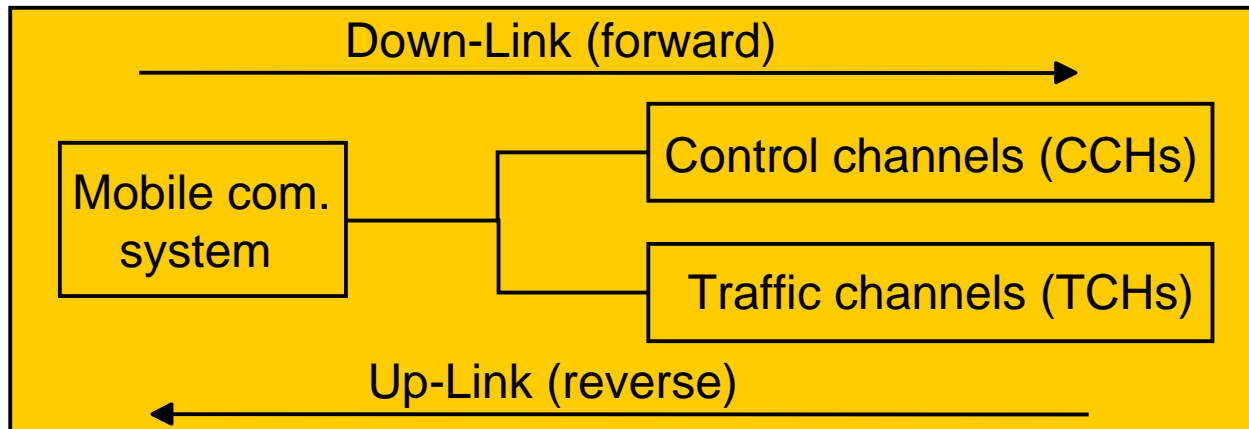 Down-Link (forward)
Control channels (CCHs)
Mobile com.
system
Traffic channels (TCHs)
Up-Link (reverse)